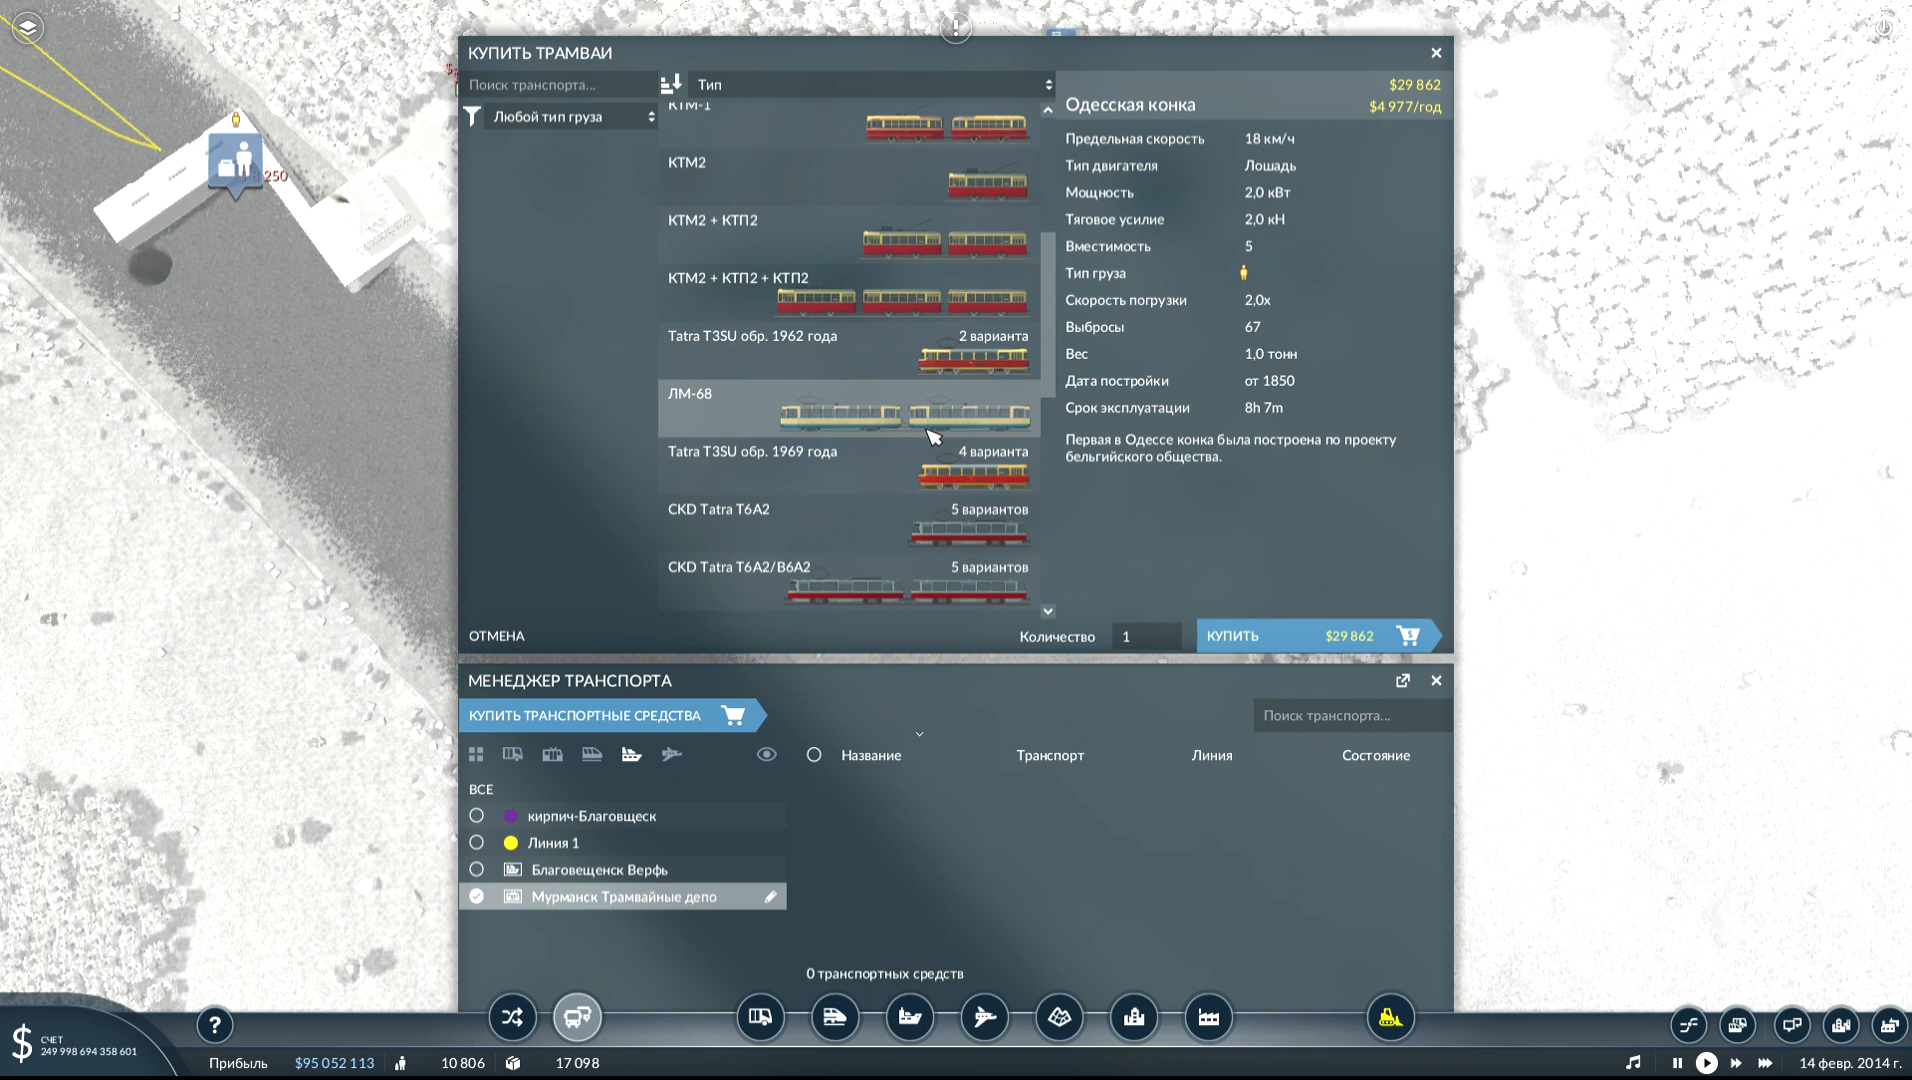 КУПИТЬ ТРАМВАИ
Поиск транспорта...
Тип
Любой тип груза
КТМ-1
КТМ2
КТМ2 + КТП2
КТМ2 + КТП2 + КТП2
Tatra T3SU обр. 1962 года
2 варианта
ЛМ-68
Tatra T3SU обр. 1969 года
4 варианта
CKD Tatra T6A2
5 вариантов
CKD Tatra T6A2/B6A2
5 вариантов
$29 862
Одесская конка
$4 977/год
Предельная скорость 18 км/ч
Тип двигателя Лошадь
Мощность 2,0 кВт
Тяговое усилие 2,0 кН
Вместимость 5
Тип груза
Скорость погрузки 2,0x
Выбросы 67
Вес 1,0 тонн
Дата постройки от 1850
Срок эксплуатации 8h 7m
Первая в Одессе конка была построена по проекту
бельгийского общества.
ОТМЕНА
Количество 1
КУПИТЬ $29 862
МЕНЕДЖЕР ТРАНСПОРТА
КУПИТЬ ТРАНСПОРТНЫЕ СРЕДСТВА
Поиск транспорта...
Название Транспорт Линия Состояние
ВСЕ
кирпич-Благовщеск
Линия 1
Благовещенск Верфь
Мурманск Трамвайные депо
0 транспортных средств
$
СЧЕТ
249 998 694 358 601
?
Прибыль $95 052 113
10 806
17 098
14 февр. 2014 г.